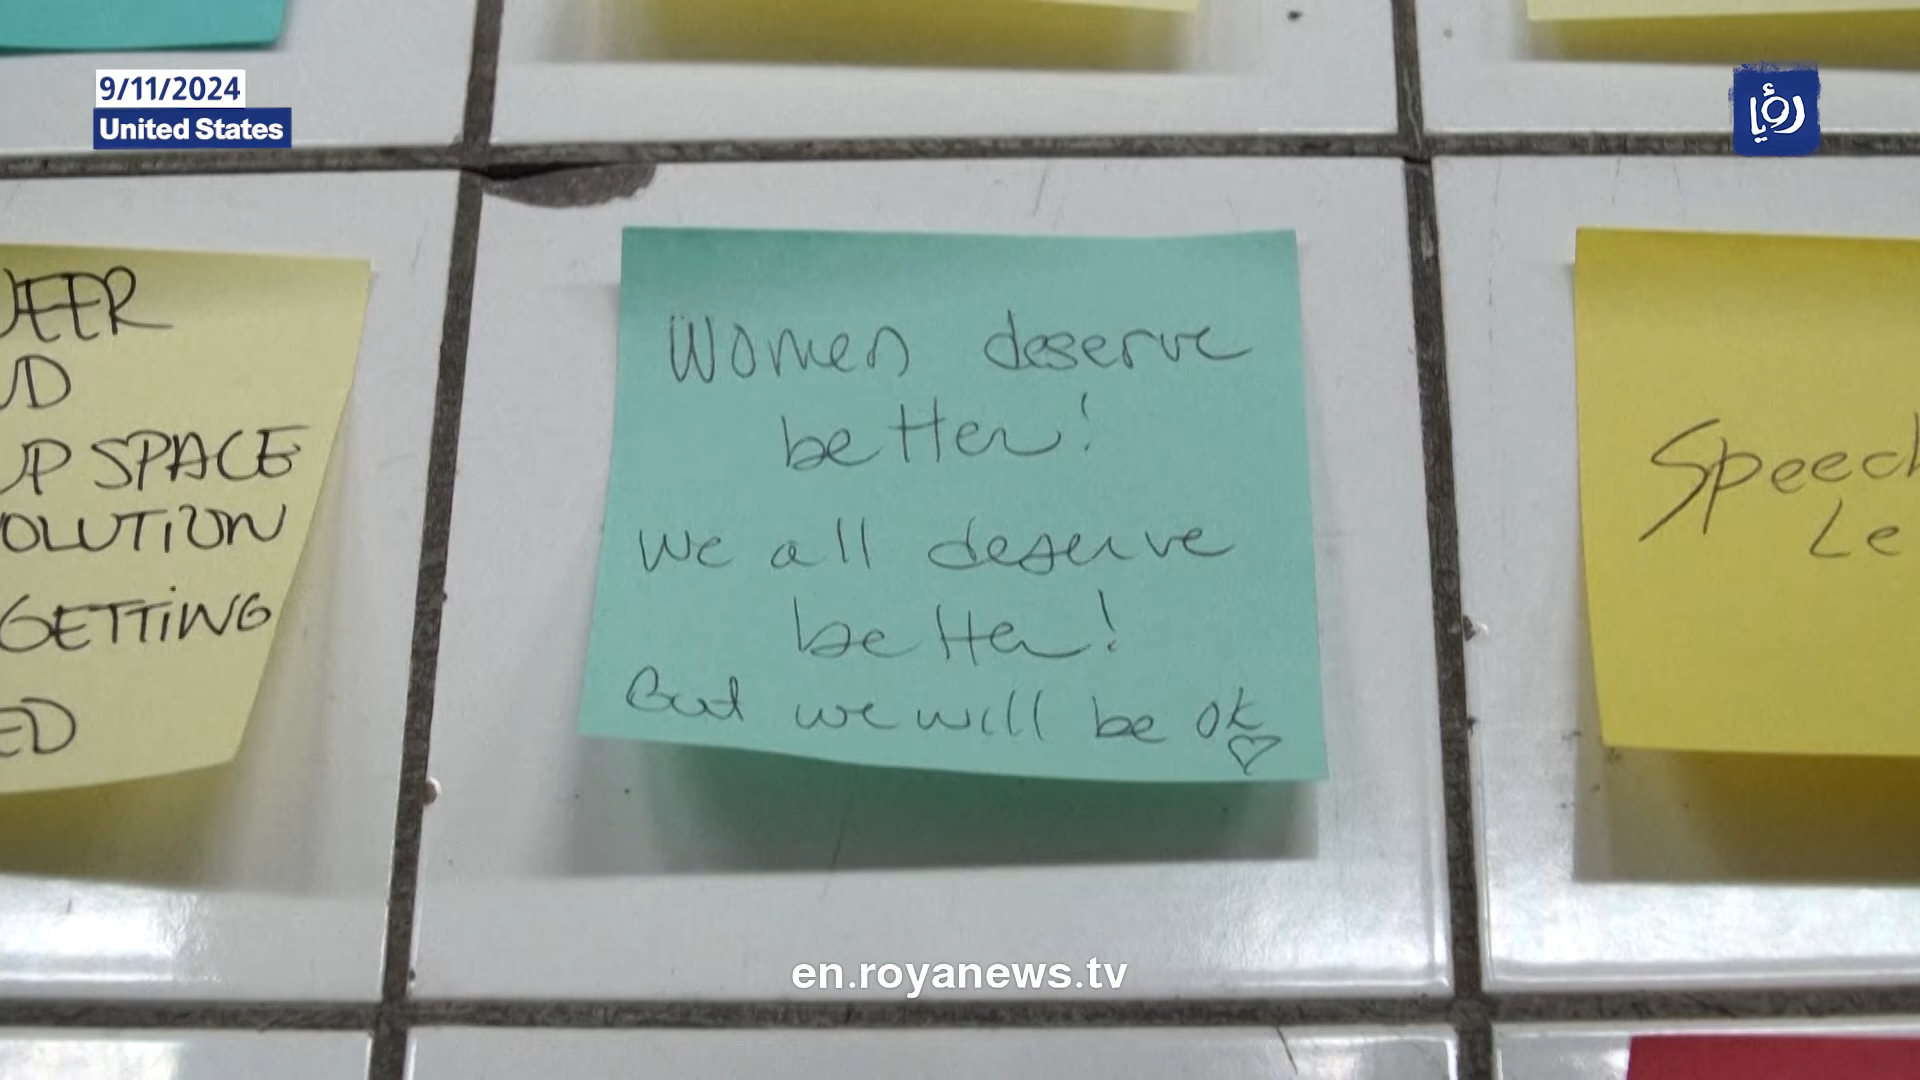 9/11/2024
United States
رؤيا
UP SPACE
GETTING
Women deserve
better!
We all deserve
better!
But we will be ok
en.royanews.tv